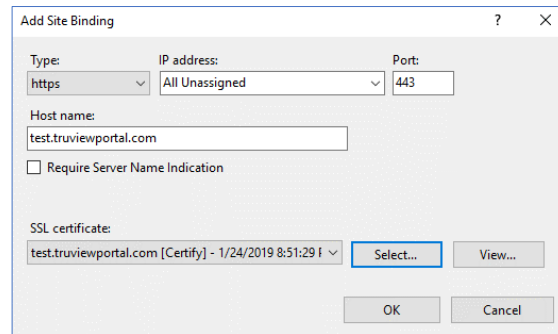 Add Site Binding ? X
Type: IP address: Port:
https All Unassigned 443
Host name:
test.truviewportal.com
Require Server Name Indication
SSL certificate:
test.truviewportal.com [Certify] - 1/24/2019 8:51:29 Select... View...
OK Cancel